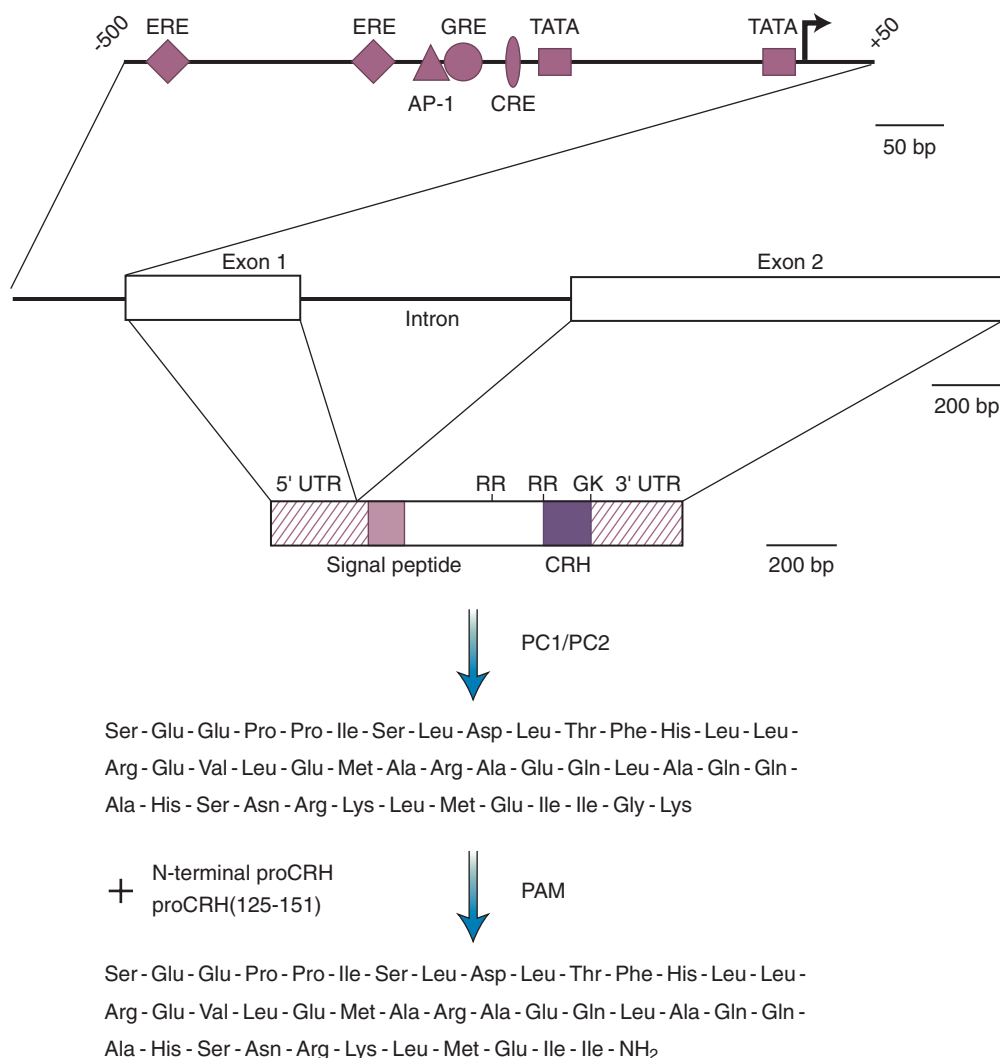 -500 ERE ERE GRE TATA TATA +50
AP-1 CRE
50 bp
Exon 1 Exon 2
Intron
200 bp
5' UTR RR RR GK 3' UTR
Signal peptide CRH 200 bp
PC1/PC2
Ser - Glu - Glu - Pro - Pro - Ile - Ser - Leu - Asp - Leu - Thr - Phe - His - Leu - Leu -
Arg - Glu - Val - Leu - Glu - Met - Ala - Arg - Ala - Glu - Gln - Leu - Ala - Gln - Gln -
Ala - His - Ser - Asn - Arg - Lys - Leu - Met - Glu - Ile - Ile - Gly - Lys
+ N-terminal proCRH
proCRH(125-151)
PAM
Ser - Glu - Glu - Pro - Pro - Ile - Ser - Leu - Asp - Leu - Thr - Phe - His - Leu - Leu -
Arg - Glu - Val - Leu - Glu - Met - Ala - Arg - Ala - Glu - Gln - Leu - Ala - Gln - Gln -
Ala - His - Ser - Asn - Arg - Lys - Leu - Met - Glu - Ile - Ile - NH₂